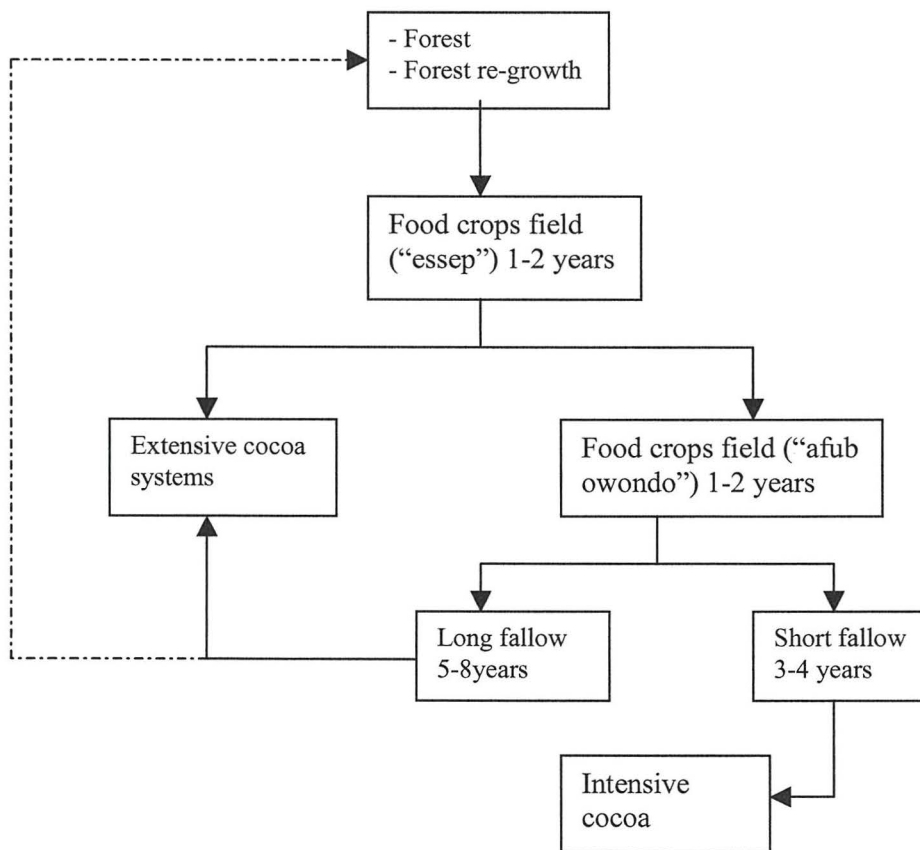 - Forest
- Forest re-growth
Food crops field
(“essep”) 1-2 years
Extensive cocoa
systems
Food crops field (“afub
owondo”) 1-2 years
Long fallow
5-8years
Short fallow
3-4 years
Intensive
cocoa